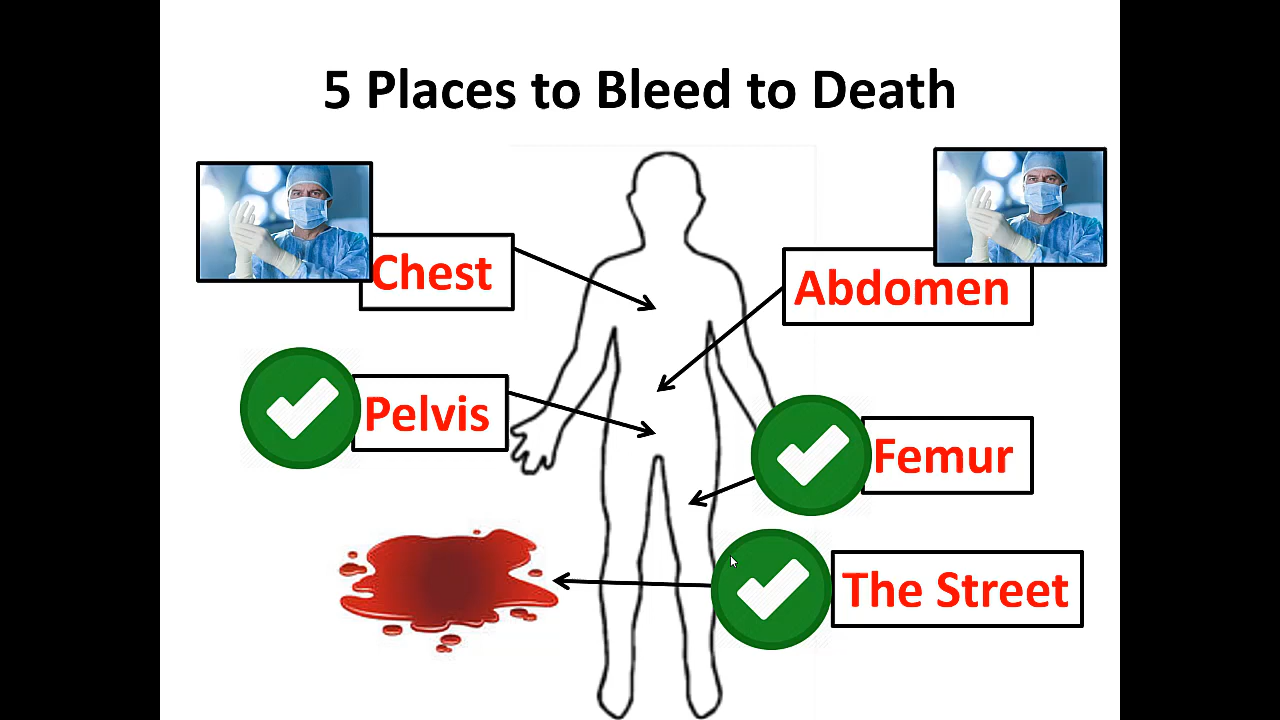 5 Places to Bleed to Death
Chest
Abdomen
Pelvis
Femur
The Street